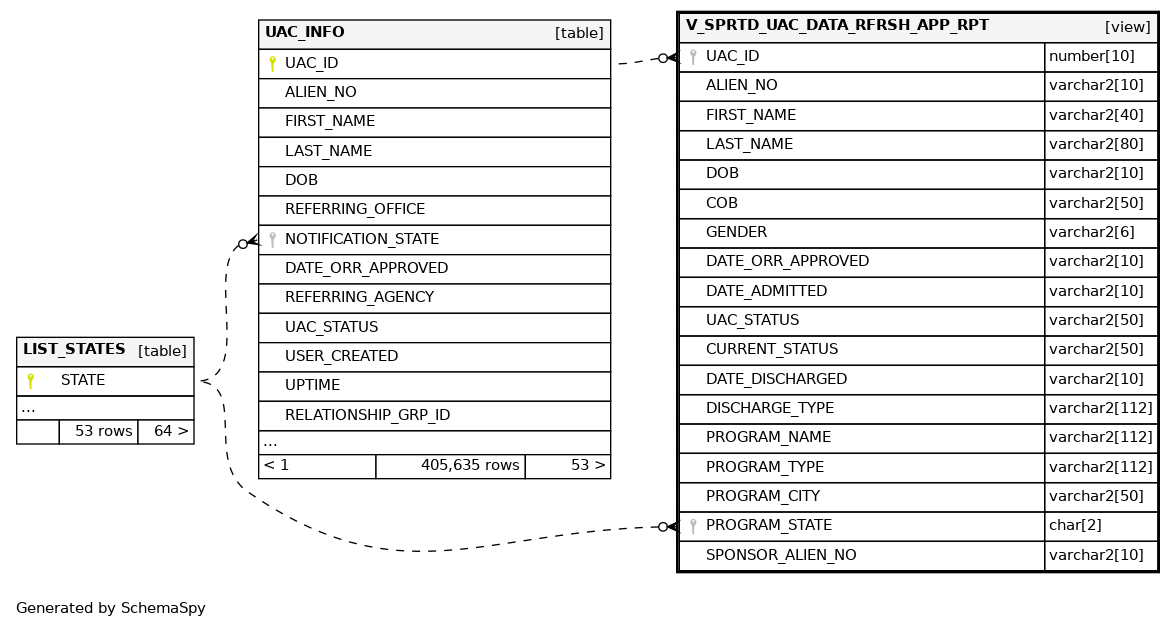 UAC_INFO [table]
UAC_ID
ALIEN_NO
FIRST_NAME
LAST_NAME
DOB
REFERRING_OFFICE
NOTIFICATION_STATE
DATE_ORR_APPROVED
REFERRING_AGENCY
UAC_STATUS
USER_CREATED
UPTIME
RELATIONSHIP_GRP_ID
...
< 1 405,635 rows 53 >
V_SPRTD_UAC_DATA_RFRSH_APP_RPT [view]
UAC_ID number[10]
ALIEN_NO varchar2[10]
FIRST_NAME varchar2[40]
LAST_NAME varchar2[80]
DOB varchar2[10]
COB varchar2[50]
GENDER varchar2[6]
DATE_ORR_APPROVED varchar2[10]
DATE_ADMITTED varchar2[10]
UAC_STATUS varchar2[50]
CURRENT_STATUS varchar2[50]
DATE_DISCHARGED varchar2[10]
DISCHARGE_TYPE varchar2[112]
PROGRAM_NAME varchar2[112]
PROGRAM_TYPE varchar2[112]
PROGRAM_CITY varchar2[50]
PROGRAM_STATE char[2]
SPONSOR_ALIEN_NO varchar2[10]
LIST_STATES [table]
STATE
...
53 rows 64 >
Generated by SchemaSpy